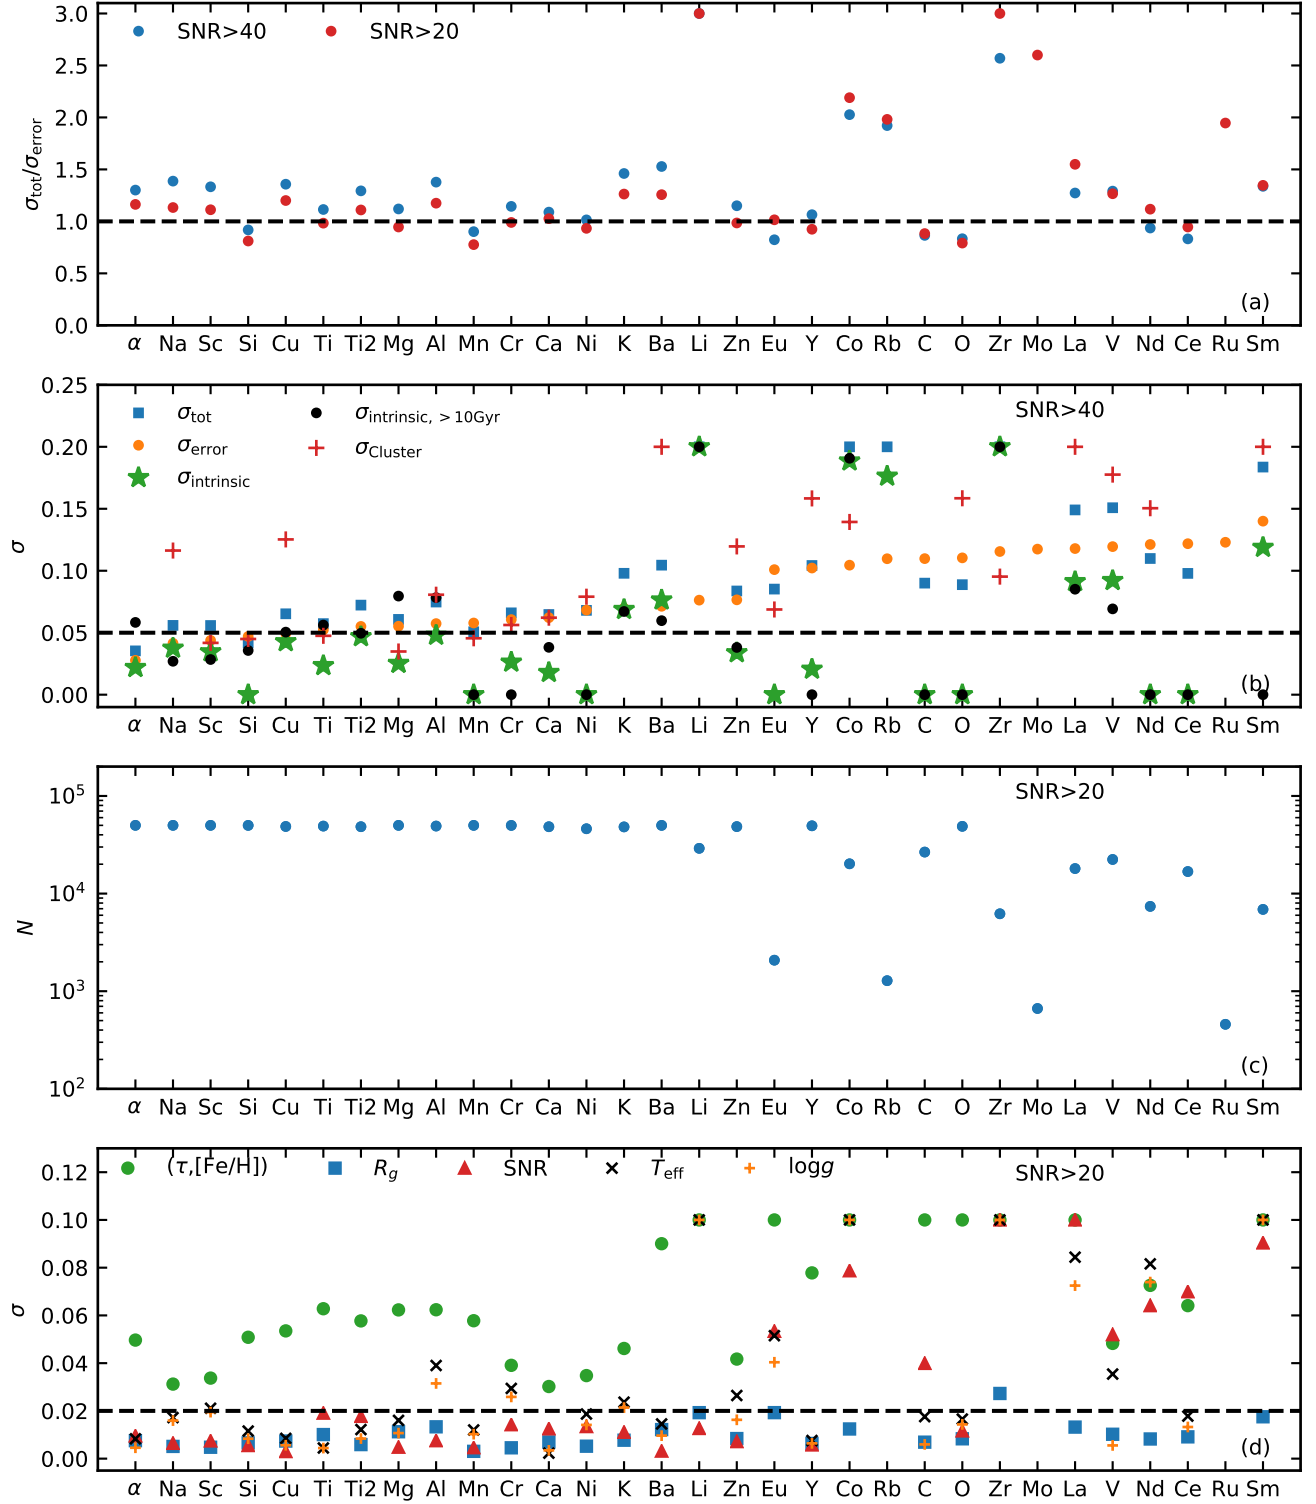 3.0
SNR>40 SNR>20
2.5
2.0
1.5
1.0
0.5
0.0
σtot/σerror
(a)
α Na Sc Si Cu Ti Ti2 Mg Al Mn Cr Ca Ni K Ba Li Zn Eu Y Co Rb C O Zr Mo La V Nd Ce Ru Sm
0.25
σtot σintrinsic, >10Gyr SNR>40
σerror σCluster
σintrinsic
0.20
0.15
0.10
0.05
0.00
σ
(b)
α Na Sc Si Cu Ti Ti2 Mg Al Mn Cr Ca Ni K Ba Li Zn Eu Y Co Rb C O Zr Mo La V Nd Ce Ru Sm
SNR>20
10⁵
10⁴
10³
10²
N
(c)
α Na Sc Si Cu Ti Ti2 Mg Al Mn Cr Ca Ni K Ba Li Zn Eu Y Co Rb C O Zr Mo La V Nd Ce Ru Sm
(τ,[Fe/H]) Rg SNR Teff logg SNR>20
0.12
0.10
0.08
0.06
0.04
0.02
0.00
σ
(d)
α Na Sc Si Cu Ti Ti2 Mg Al Mn Cr Ca Ni K Ba Li Zn Eu Y Co Rb C O Zr Mo La V Nd Ce Ru Sm